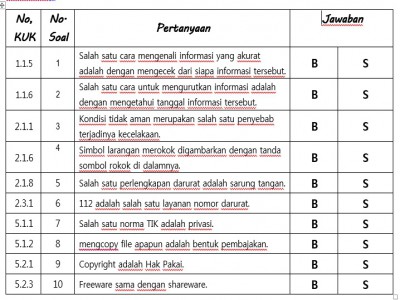 No, KUK No. Soal Pertanyaan Jawaban
1.1.5 1 Salah satu cara mengenali informasi yang akurat
adalah dengan mengecek dari siapa informasi tersebut. B S
1.1.6 2 Salah satu cara untuk mengurutkan informasi adalah
dengan mengetahui tanggal informasi tersebut. B S
2.1.1 3 Kondisi tidak aman merupakan salah satu penyebab
terjadinya kecelakaan. B S
2.1.6 4 Simbol larangan merokok digambarkan dengan tanda
sombol rokok di dalamnya. B S
2.1.8 5 Salah satu perlengkapan darurat adalah sarung tangan. B S
2.3.1 6 112 adalah salah satu layanan nomor darurat. B S
5.1.1 7 Salah satu norma TIK adalah privasi. B S
5.1.2 8 mengcopy file apapun adalah bentuk pembajakan. B S
5.2.1 9 Copyright adalah Hak Pakai. B S
5.2.3 10 Freeware sama dengan shareware. B S